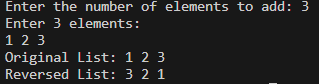 Enter the number of elements to add: 3
Enter 3 elements:
1 2 3
Original List: 1 2 3
Reversed List: 3 2 1